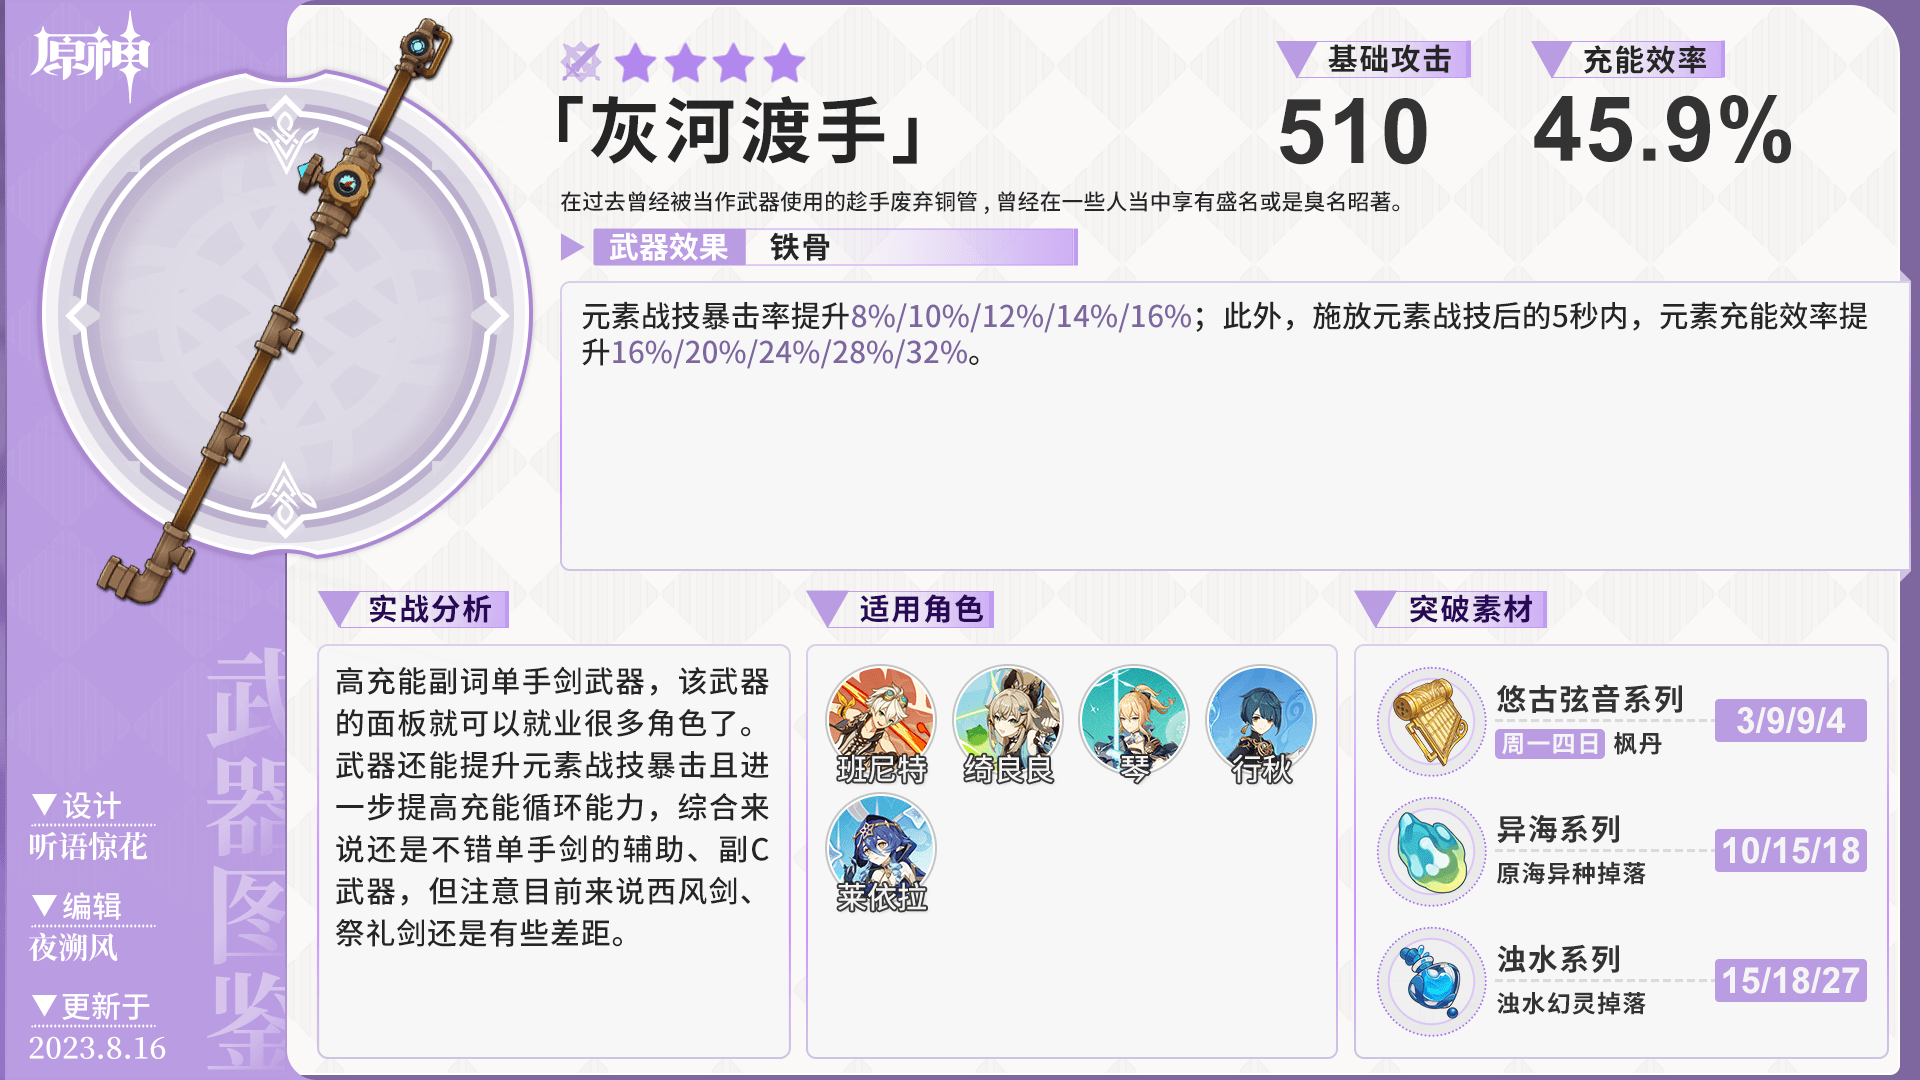 原神
「灰河渡手」
基础攻击
510
充能效率
45.9%
在过去曾经被当作武器使用的趁手废弃铜管，曾经在一些人当中享有盛名或是臭名昭著。
武器效果
铁骨
元素战技暴击率提升8%/10%/12%/14%/16%；此外，施放元素战技后的5秒内，元素充能效率提
升16%/20%/24%/28%/32%。
武器图鉴
▼设计
听语惊花
▼编辑
夜溯风
▼更新于
2023.8.16
实战分析
高充能副词单手剑武器，该武器
的面板就可以就业很多角色了。
武器还能提升元素战技暴击且进
一步提高充能循环能力，综合来
说还是不错单手剑的辅助、副C
武器，但注意目前来说西风剑、
祭礼剑还是有些差距。
适用角色
班尼特
绮良良
琴
行秋
莱依拉
突破素材
悠古弦音系列
周一四日 枫丹
3/9/9/4
异海系列
原海异种掉落
10/15/18
浊水系列
浊水幻灵掉落
15/18/27